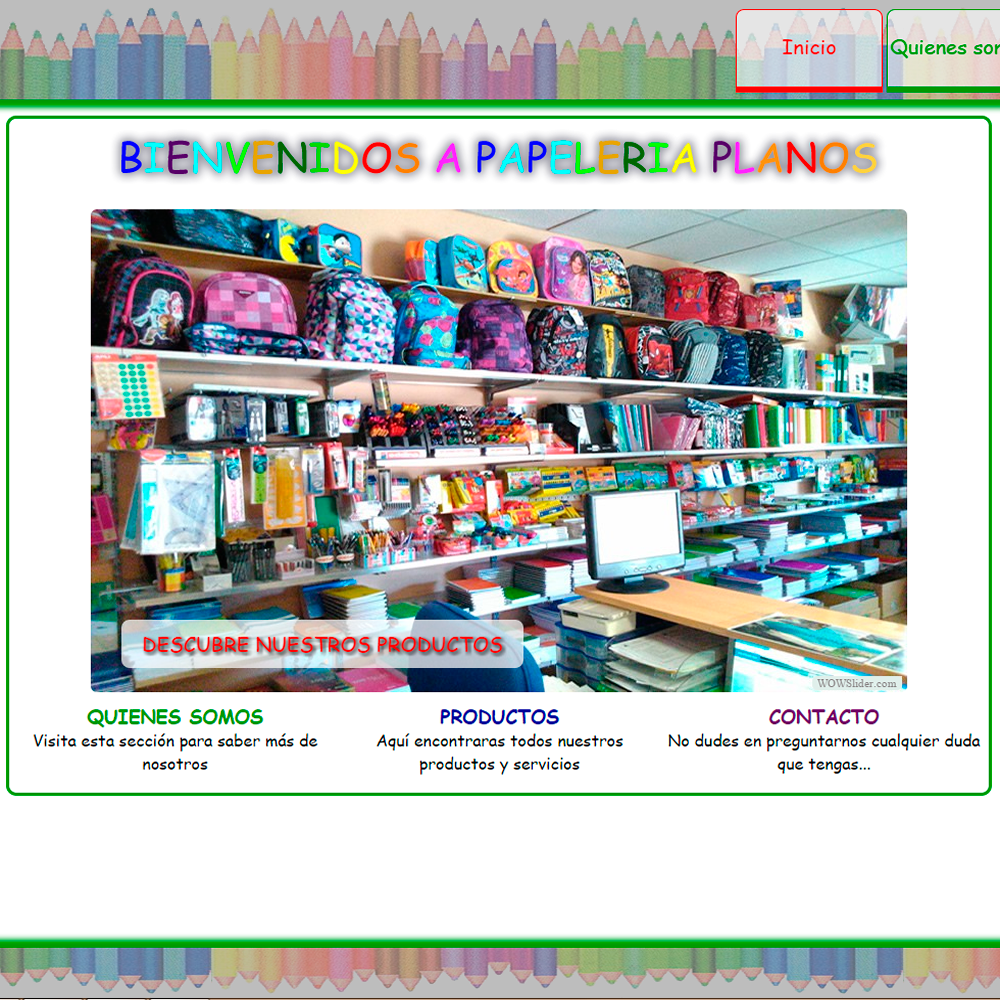 Inicio
Quienes son
BIENVENIDOS A PAPELERIA PLANOS
DESCUBRE NUESTROS PRODUCTOS
WOWSlider.com
QUIENES SOMOS
Visita esta sección para saber más de
nosotros
PRODUCTOS
Aquí encontraras todos nuestros
productos y servicios
CONTACTO
No dudes en preguntarnos cualquier duda
que tengas...